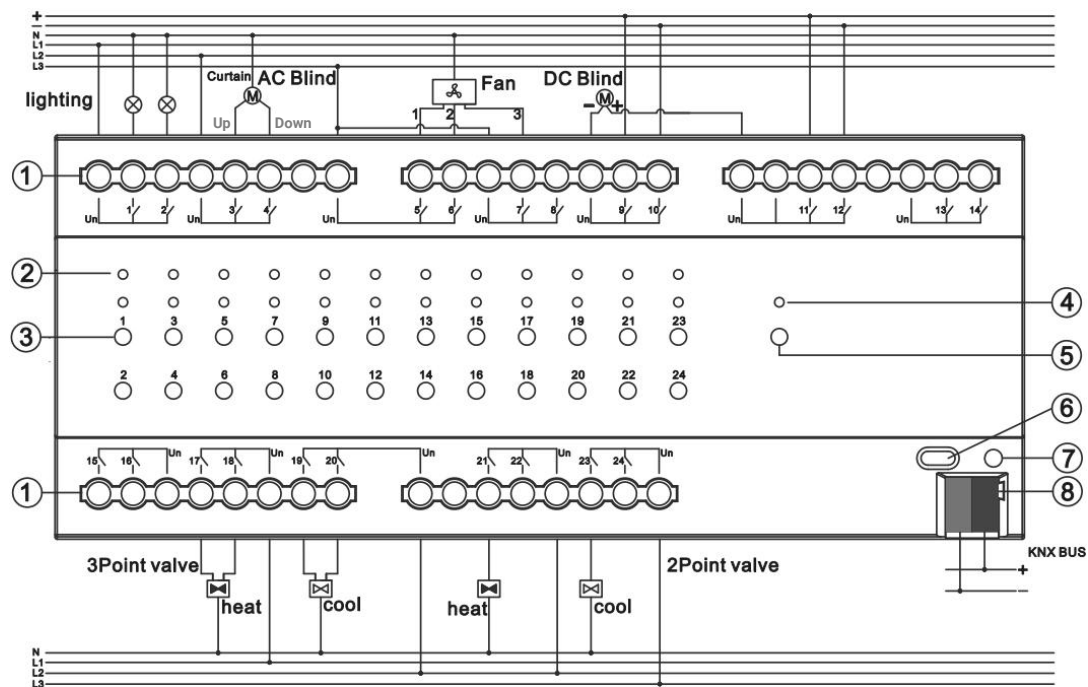 +
−
N
L1
L2
L3
lighting
Curtain AC Blind
Up Down
M
Fan
1 2 3
DC Blind
− M +
1
Un 1 2 Un 3 4 Un 5 6 Un 7 8 Un 9 10 Un 11 12 Un 13 14
2
4
1 3 5 7 9 11 13 15 17 19 21 23
3
5
2 4 6 8 10 12 14 16 18 20 22 24
6
15 16 Un 17 18 Un 19 20 Un 21 22 Un 23 24 Un
7
1
8
KNX BUS
+
−
3Point valve
2Point valve
heat cool heat cool
N
L1
L2
L3